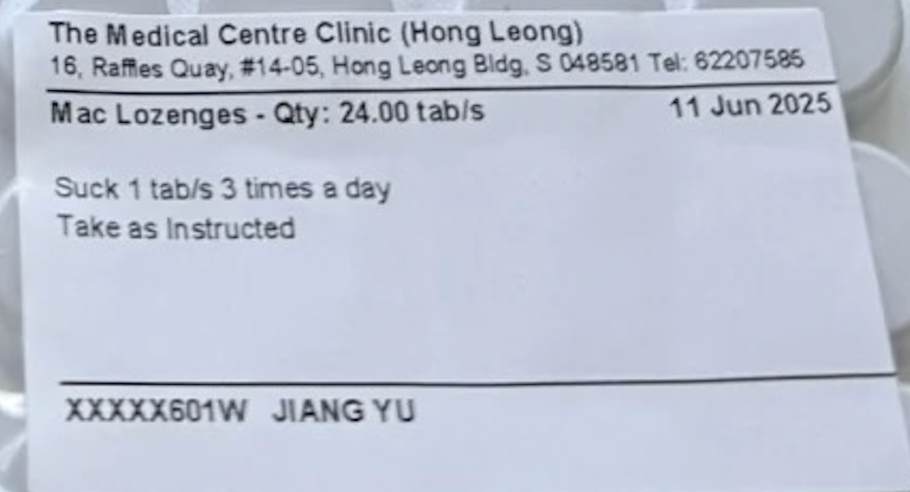 The Medical Centre Clinic (Hong Leong)
16, Raffles Quay, #14-05, Hong Leong Bldg, S 048581 Tel: 62207585
Mac Lozenges - Qty: 24.00 tab/s 11 Jun 2025
Suck 1 tab/s 3 times a day
Take as Instructed
XXXXX601W JIANG YU